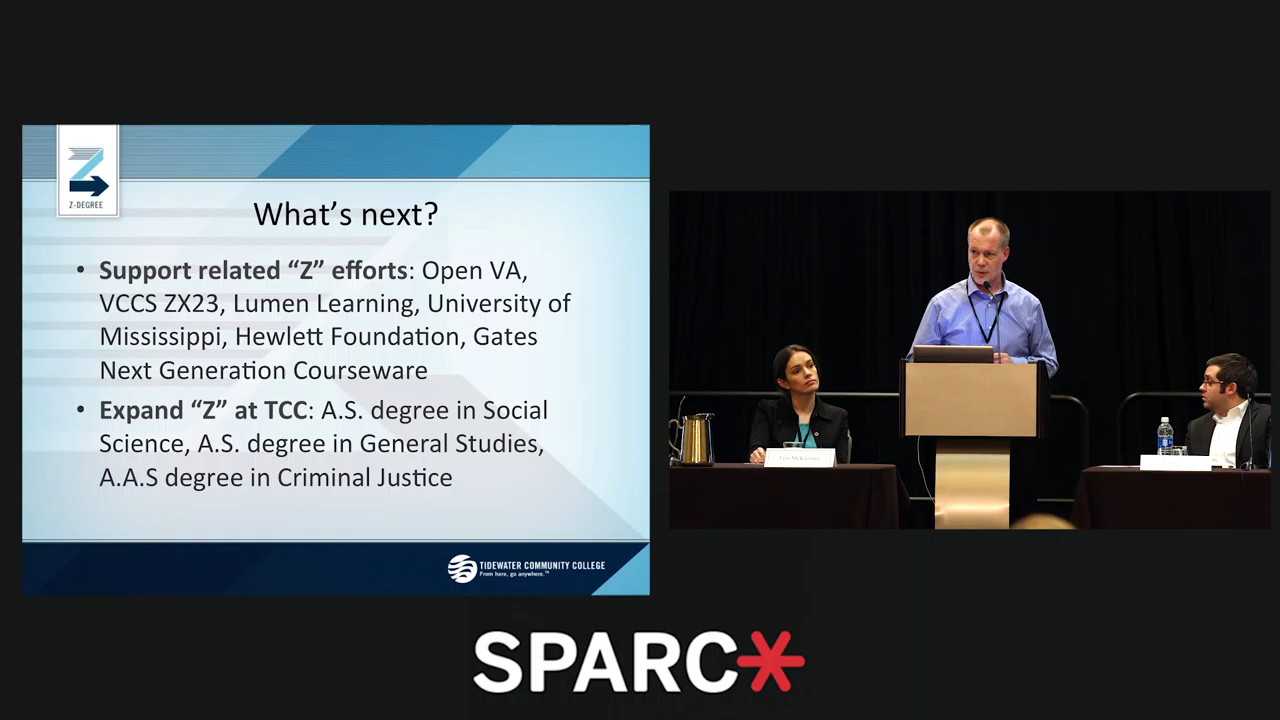 Z-DEGREE
What’s next?
• Support related “Z” efforts: Open VA,
VCCS ZX23, Lumen Learning, University of
Mississippi, Hewlett Foundation, Gates
Next Generation Courseware
• Expand “Z” at TCC: A.S. degree in Social
Science, A.S. degree in General Studies,
A.A.S degree in Criminal Justice
TIDEWATER COMMUNITY COLLEGE
From here, go anywhere.™
SPARC*